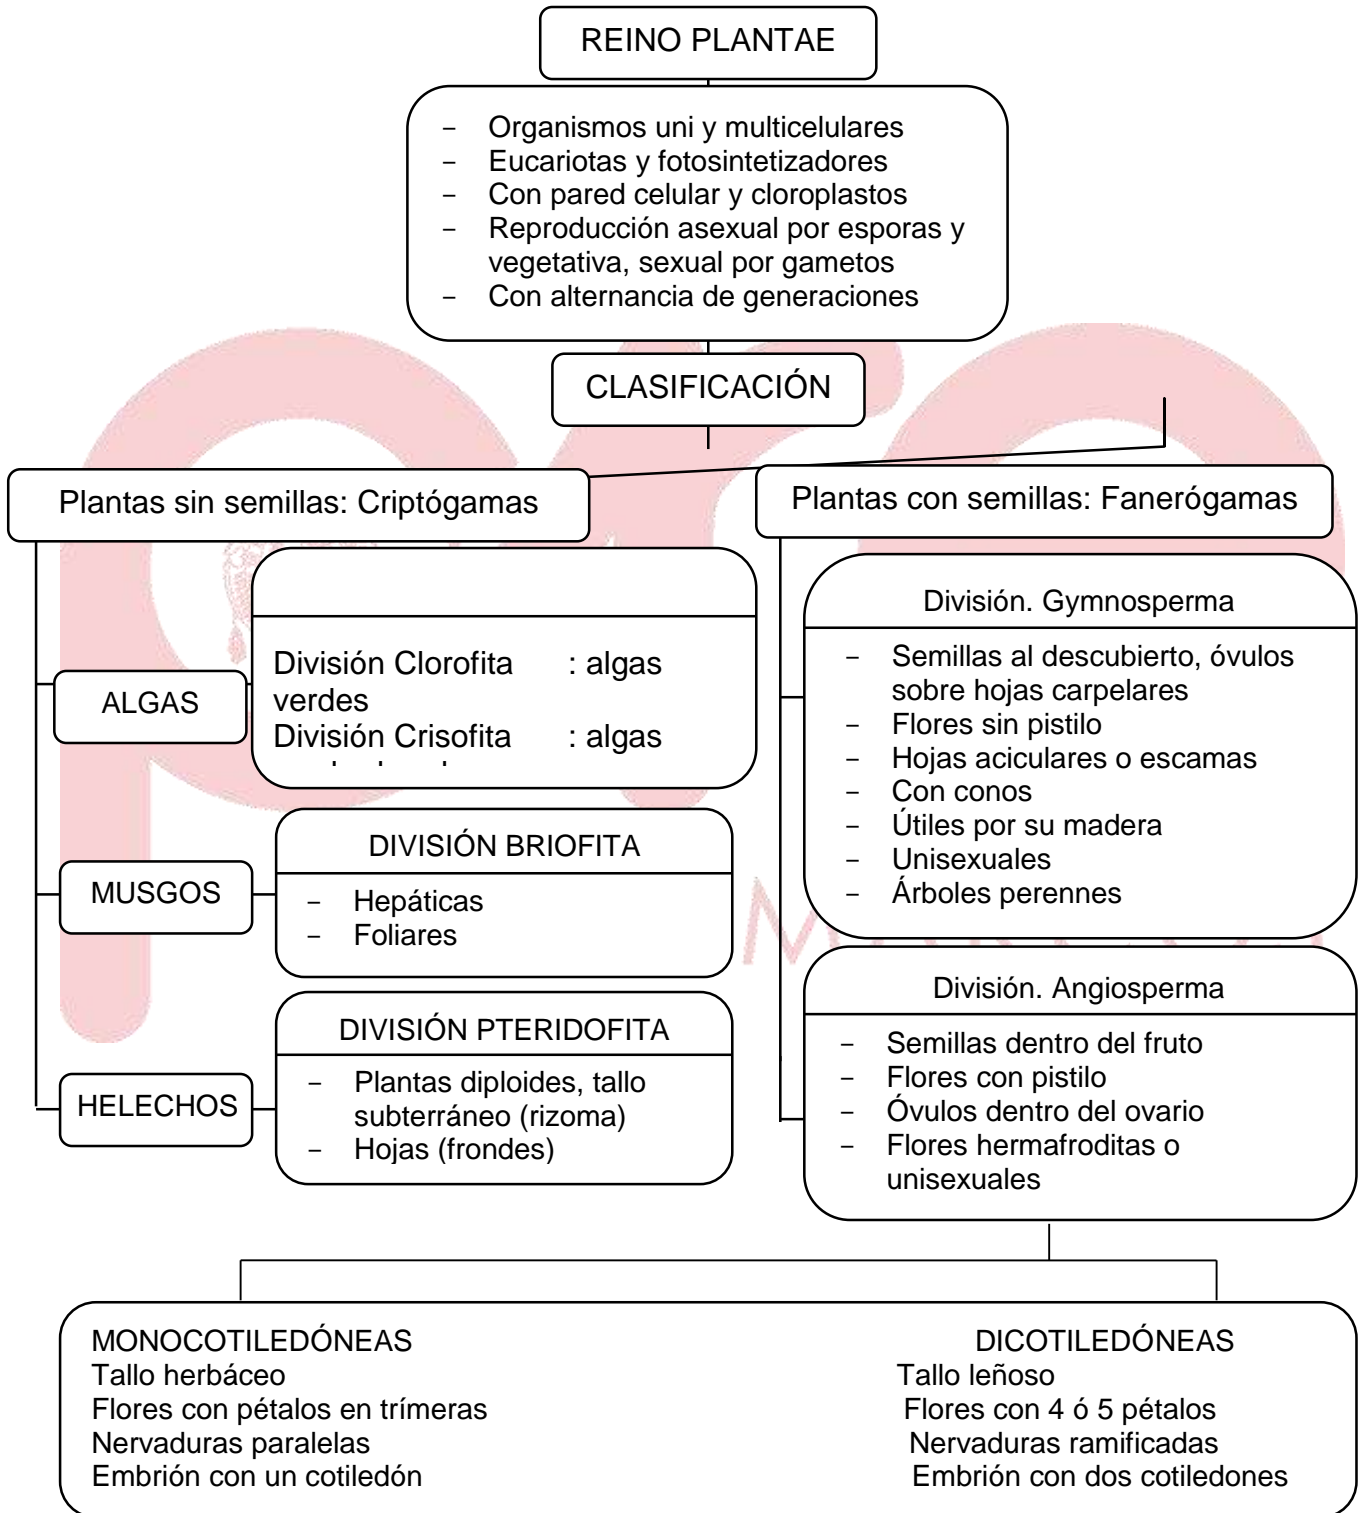 REINO PLANTAE
- Organismos uni y multicelulares
- Eucariotas y fotosintetizadores
- Con pared celular y cloroplastos
- Reproducción asexual por esporas y
vegetativa, sexual por gametos
- Con alternancia de generaciones
CLASIFICACIÓN
Plantas sin semillas: Criptógamas
ALGAS
División Clorofita : algas
verdes
División Crisofita : algas
MUSGOS
DIVISIÓN BRIOFITA
- Hepáticas
- Foliares
HELECHOS
DIVISIÓN PTERIDOFITA
- Plantas diploides, tallo
subterráneo (rizoma)
- Hojas (frondes)
Plantas con semillas: Fanerógamas
División. Gymnosperma
- Semillas al descubierto, óvulos
sobre hojas carpelares
- Flores sin pistilo
- Hojas aciculares o escamas
- Con conos
- Útiles por su madera
- Unisexuales
- Árboles perennes
División. Angiosperma
- Semillas dentro del fruto
- Flores con pistilo
- Óvulos dentro del ovario
- Flores hermafroditas o
unisexuales
MONOCOTILEDÓNEAS
Tallo herbáceo
Flores con pétalos en trímeras
Nervaduras paralelas
Embrión con un cotiledón
DICOTILEDÓNEAS
Tallo leñoso
Flores con 4 ó 5 pétalos
Nervaduras ramificadas
Embrión con dos cotiledones